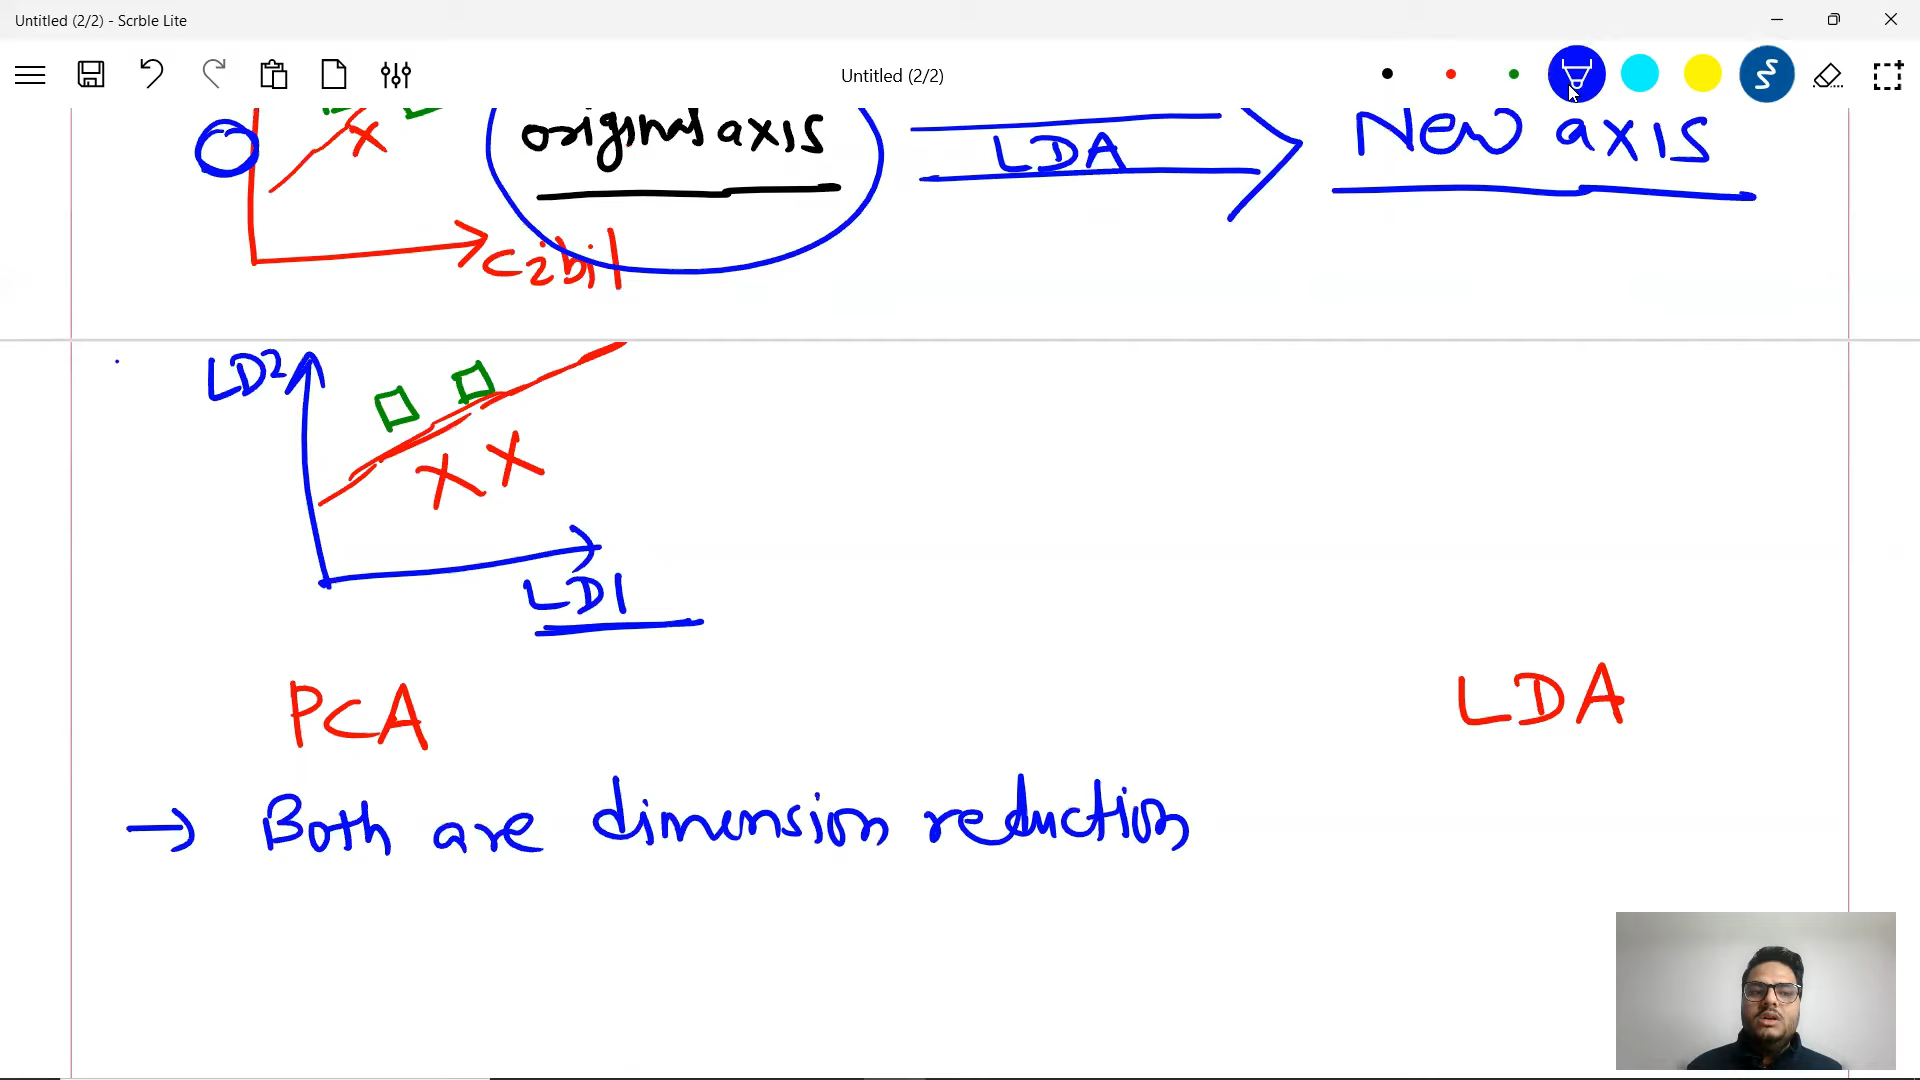 Untitled (2/2) - Scrble Lite
Untitled (2/2)
original axis
LDA
New axis
cibil
LD2
LD1
PCA
LDA
→ Both are dimension reduction